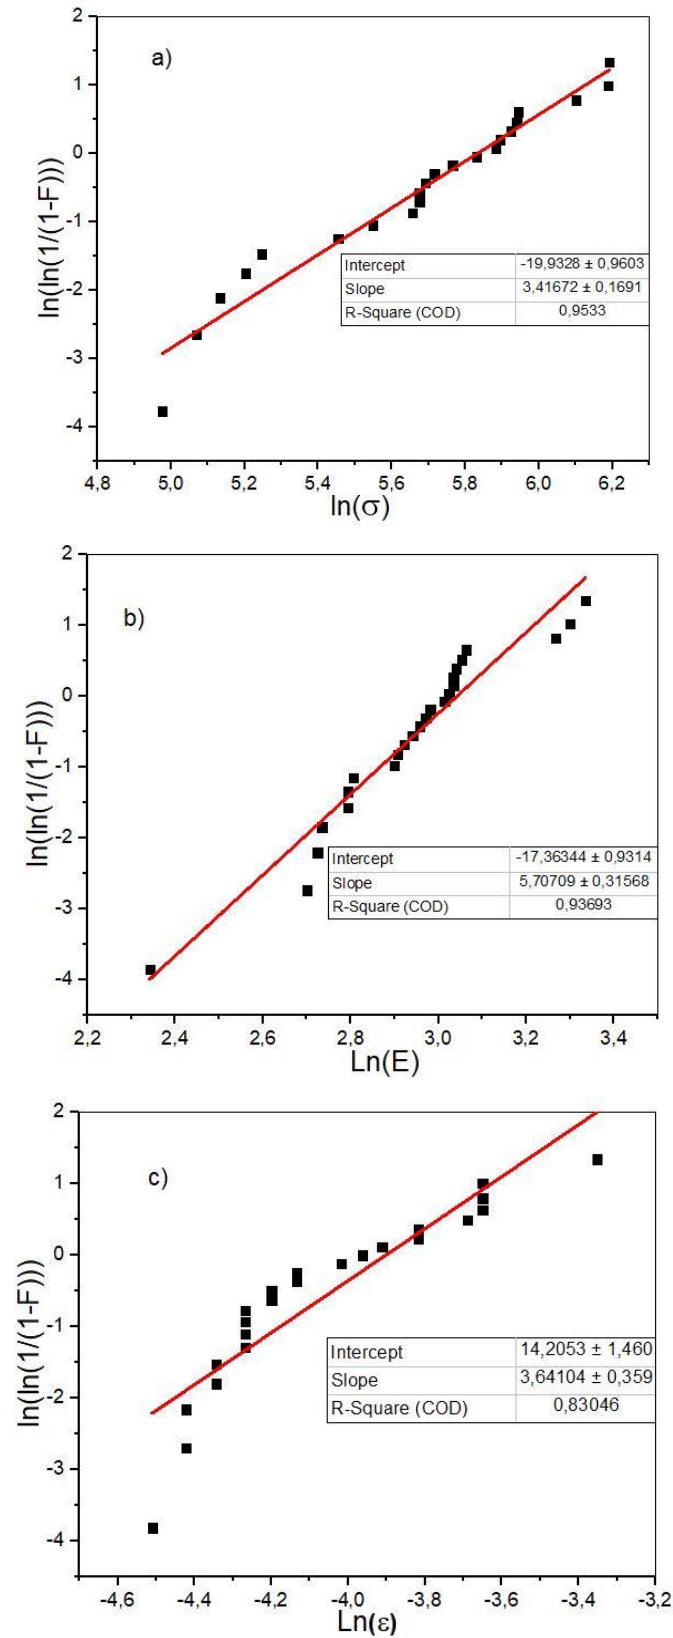 a)
2
1
0
-1
-2
-3
-4
ln(ln(1/(1-F)))
Intercept -19,9328 ± 0,9603
Slope 3,41672 ± 0,1691
R-Square (COD) 0,9533
4,8 5,0 5,2 5,4 5,6 5,8 6,0 6,2
ln(σ)
b)
2
1
0
-1
-2
-3
-4
ln(ln(1/(1-F)))
Intercept -17,36344 ± 0,9314
Slope 5,70709 ± 0,31568
R-Square (COD) 0,93693
2,2 2,4 2,6 2,8 3,0 3,2 3,4
Ln(E)
c)
2
1
0
-1
-2
-3
-4
ln(ln(1/(1-F)))
Intercept 14,2053 ± 1,460
Slope 3,64104 ± 0,359
R-Square (COD) 0,83046
-4,6 -4,4 -4,2 -4,0 -3,8 -3,6 -3,4 -3,2
Ln(ε)